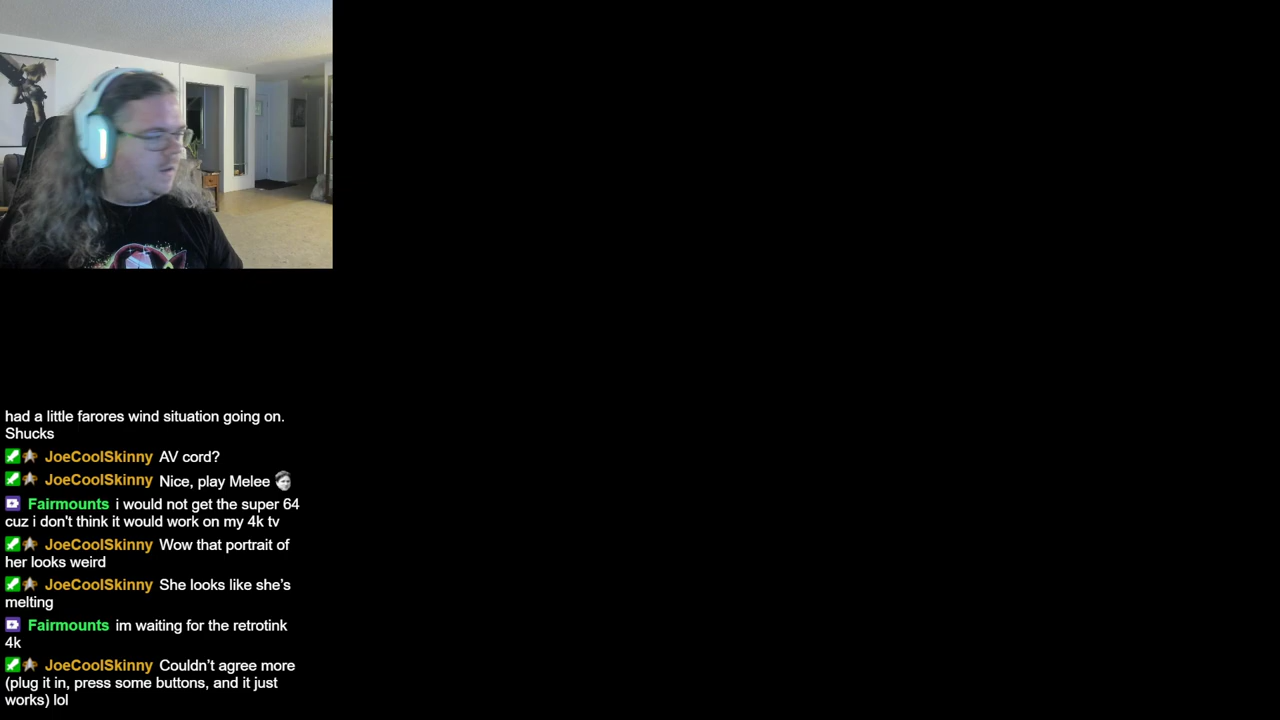 had a little farores wind situation going on.
Shucks
JoeCoolSkinny AV cord?
JoeCoolSkinny Nice, play Melee
Fairmounts i would not get the super 64
cuz i don't think it would work on my 4k tv
JoeCoolSkinny Wow that portrait of
her looks weird
JoeCoolSkinny She looks like she’s
melting
Fairmounts im waiting for the retrotink
4k
JoeCoolSkinny Couldn’t agree more
(plug it in, press some buttons, and it just
works) lol